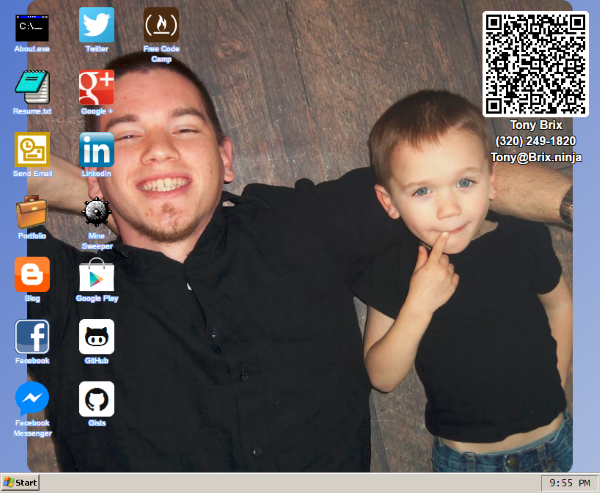 C:\_
About.exe
Twitter
Free Code
Camp
Resume.txt
g+
Google +
Send Email
in
LinkedIn
Portfolio
Mine
Sweeper
Blog
Google Play
f
Facebook
GitHub
Facebook
Messenger
Gists
Tony Brix
(320) 249-1820
Tony@Brix.ninja
Start
9:55 PM